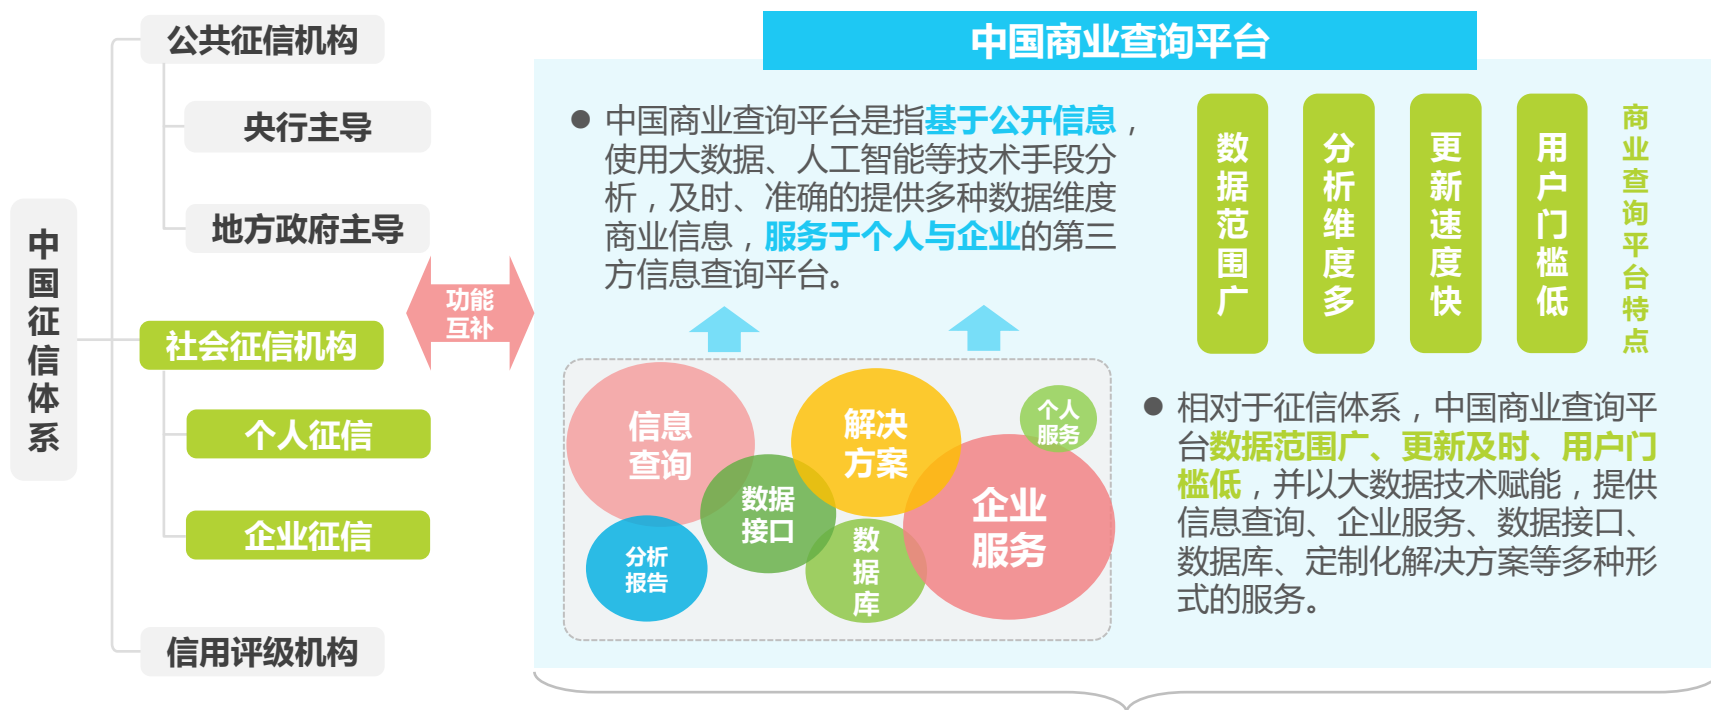 中国征信体系
公共征信机构
央行主导
地方政府主导
社会征信机构
个人征信
企业征信
信用评级机构
功能
互补
中国商业查询平台
● 中国商业查询平台是指基于公开信息，
使用大数据、人工智能等技术手段分
析，及时、准确的提供多种数据维度
商业信息，服务于个人与企业的第三
方信息查询平台。
信息
查询
解决
方案
个人
服务
数据
接口
企业
服务
分析
报告
数据库
数据范围广
分析维度多
更新速度快
用户门槛低
商业查询平台特点
● 相对于征信体系，中国商业查询平
台数据范围广、更新及时、用户门
槛低，并以大数据技术赋能，提供
信息查询、企业服务、数据接口、
数据库、定制化解决方案等多种形
式的服务。